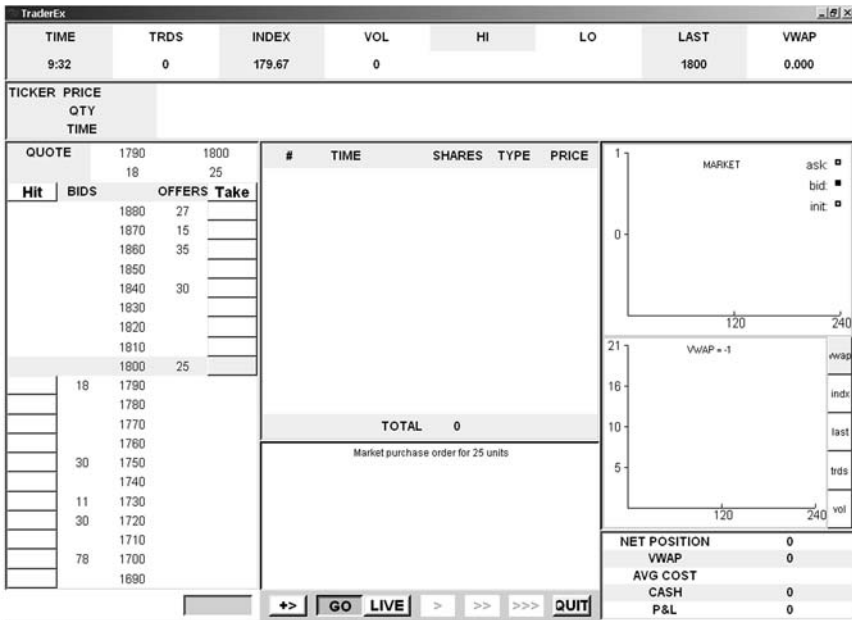 TraderEx
TIME TRDS INDEX VOL HI LO LAST VWAP
9:32 0 179.67 0 1800 0.000
TICKER PRICE
QTY
TIME
QUOTE 1790 1800
18 25
Hit BIDS OFFERS Take
1880 27
1870 15
1860 35
1850
1840 30
1830
1820
1810
1800 25
18 1790
1780
1770
1760
30 1750
1740
11 1730
30 1720
1710
78 1700
1690
# TIME SHARES TYPE PRICE
TOTAL 0
Market purchase order for 25 units
+> GO LIVE > >> >>> QUIT
1
MARKET
ask:
bid:
init:
0
120 240
21
VWAP = -1
16
10
5
120 240
vwap
indx
last
trds
vol
NET POSITION 0
VWAP 0
AVG COST
CASH 0
P&L 0